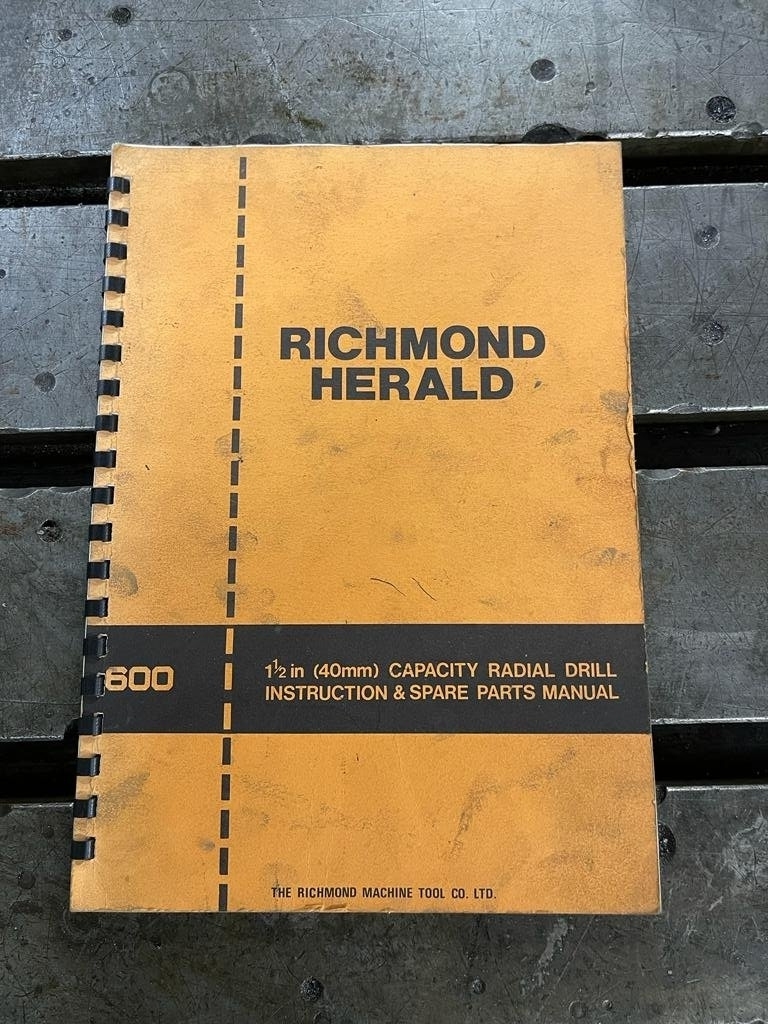 RICHMOND
HERALD
600
1½ in (40mm) CAPACITY RADIAL DRILL
INSTRUCTION & SPARE PARTS MANUAL
THE RICHMOND MACHINE TOOL CO. LTD.